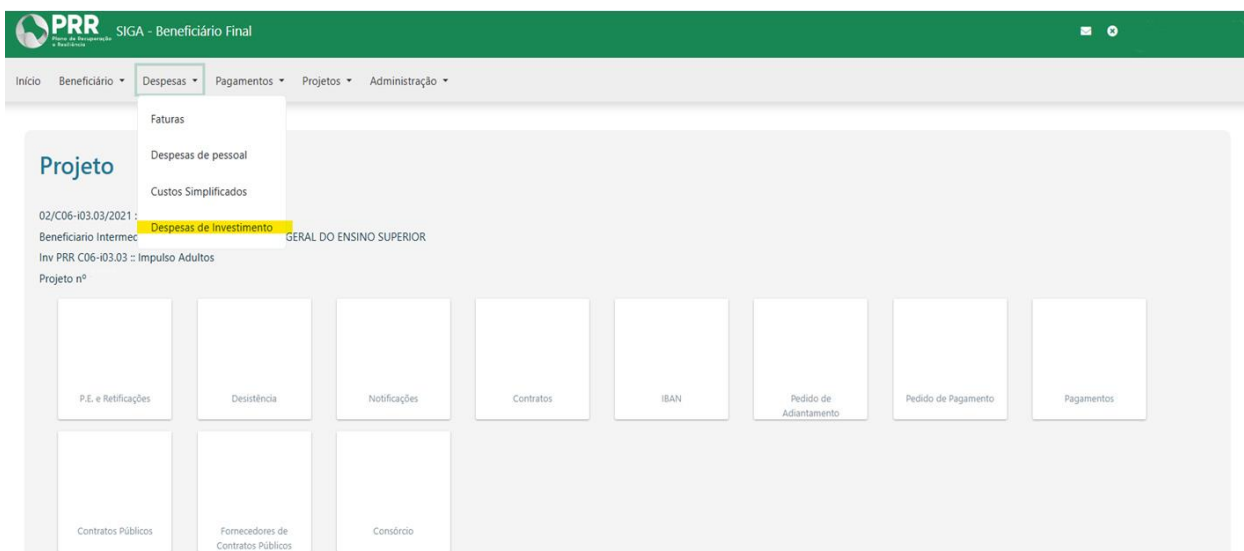 PRR
Plano de Recuperação
e Resiliência
SIGA - Beneficiário Final
Início Beneficiário Despesas Pagamentos Projetos Administração
Faturas
Despesas de pessoal
Custos Simplificados
Despesas de Investimento
Projeto
02/C06-i03.03/2021 :
Beneficiario Intermed GERAL DO ENSINO SUPERIOR
Inv PRR C06-i03.03 :: Impulso Adultos
Projeto nº
P.E. e Retificações
Desistência
Notificações
Contratos
IBAN
Pedido de
Adiantamento
Pedido de Pagamento
Pagamentos
Contratos Públicos
Fornecedores de
Contratos Públicos
Consórcio